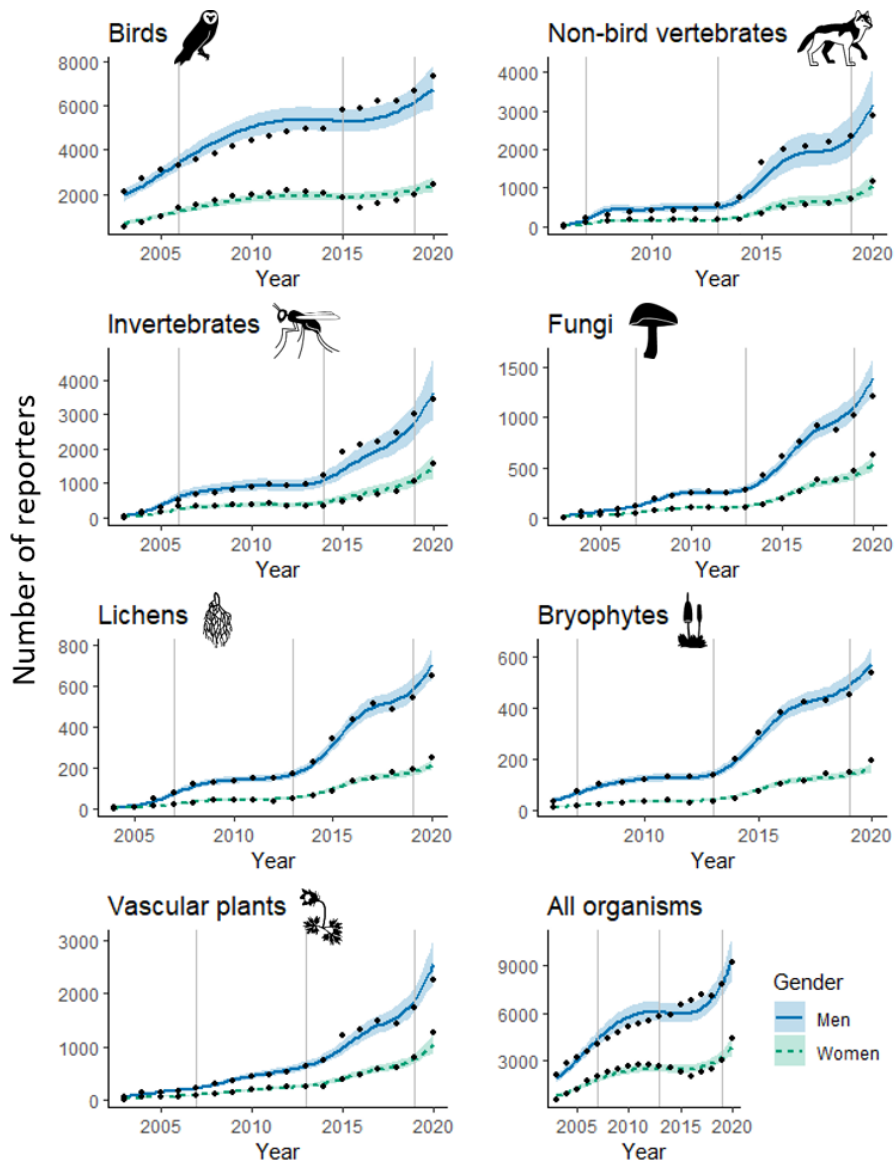 Birds
8000
6000
4000
2000
2005 2010 2015 2020
Year
Non-bird vertebrates
4000
3000
2000
1000
0
2010 2015 2020
Year
Number of reporters
Invertebrates
4000
3000
2000
1000
0
2005 2010 2015 2020
Year
Fungi
1500
1000
500
0
2005 2010 2015 2020
Year
Lichens
800
600
400
200
0
2005 2010 2015 2020
Year
Bryophytes
600
400
200
0
2010 2015 2020
Year
Vascular plants
3000
2000
1000
0
2005 2010 2015 2020
Year
All organisms
9000
6000
3000
2005 2010 2015 2020
Year
Gender
Men
Women